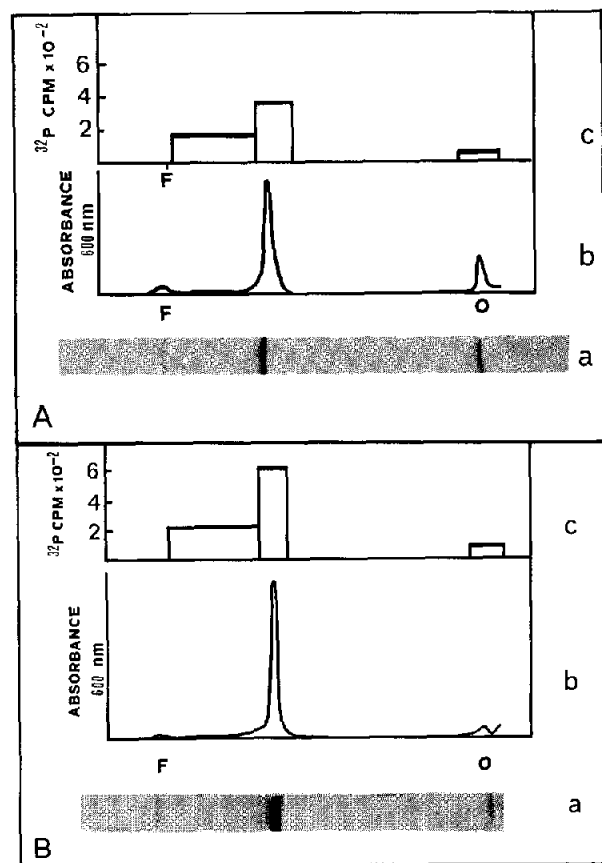 ³²P CPM x 10⁻²
6
4
2
c
F
ABSORBANCE
600 nm
b
F
O
a
A
³²P CPM x 10⁻²
6
4
2
c
ABSORBANCE
600 nm
b
F
O
a
B